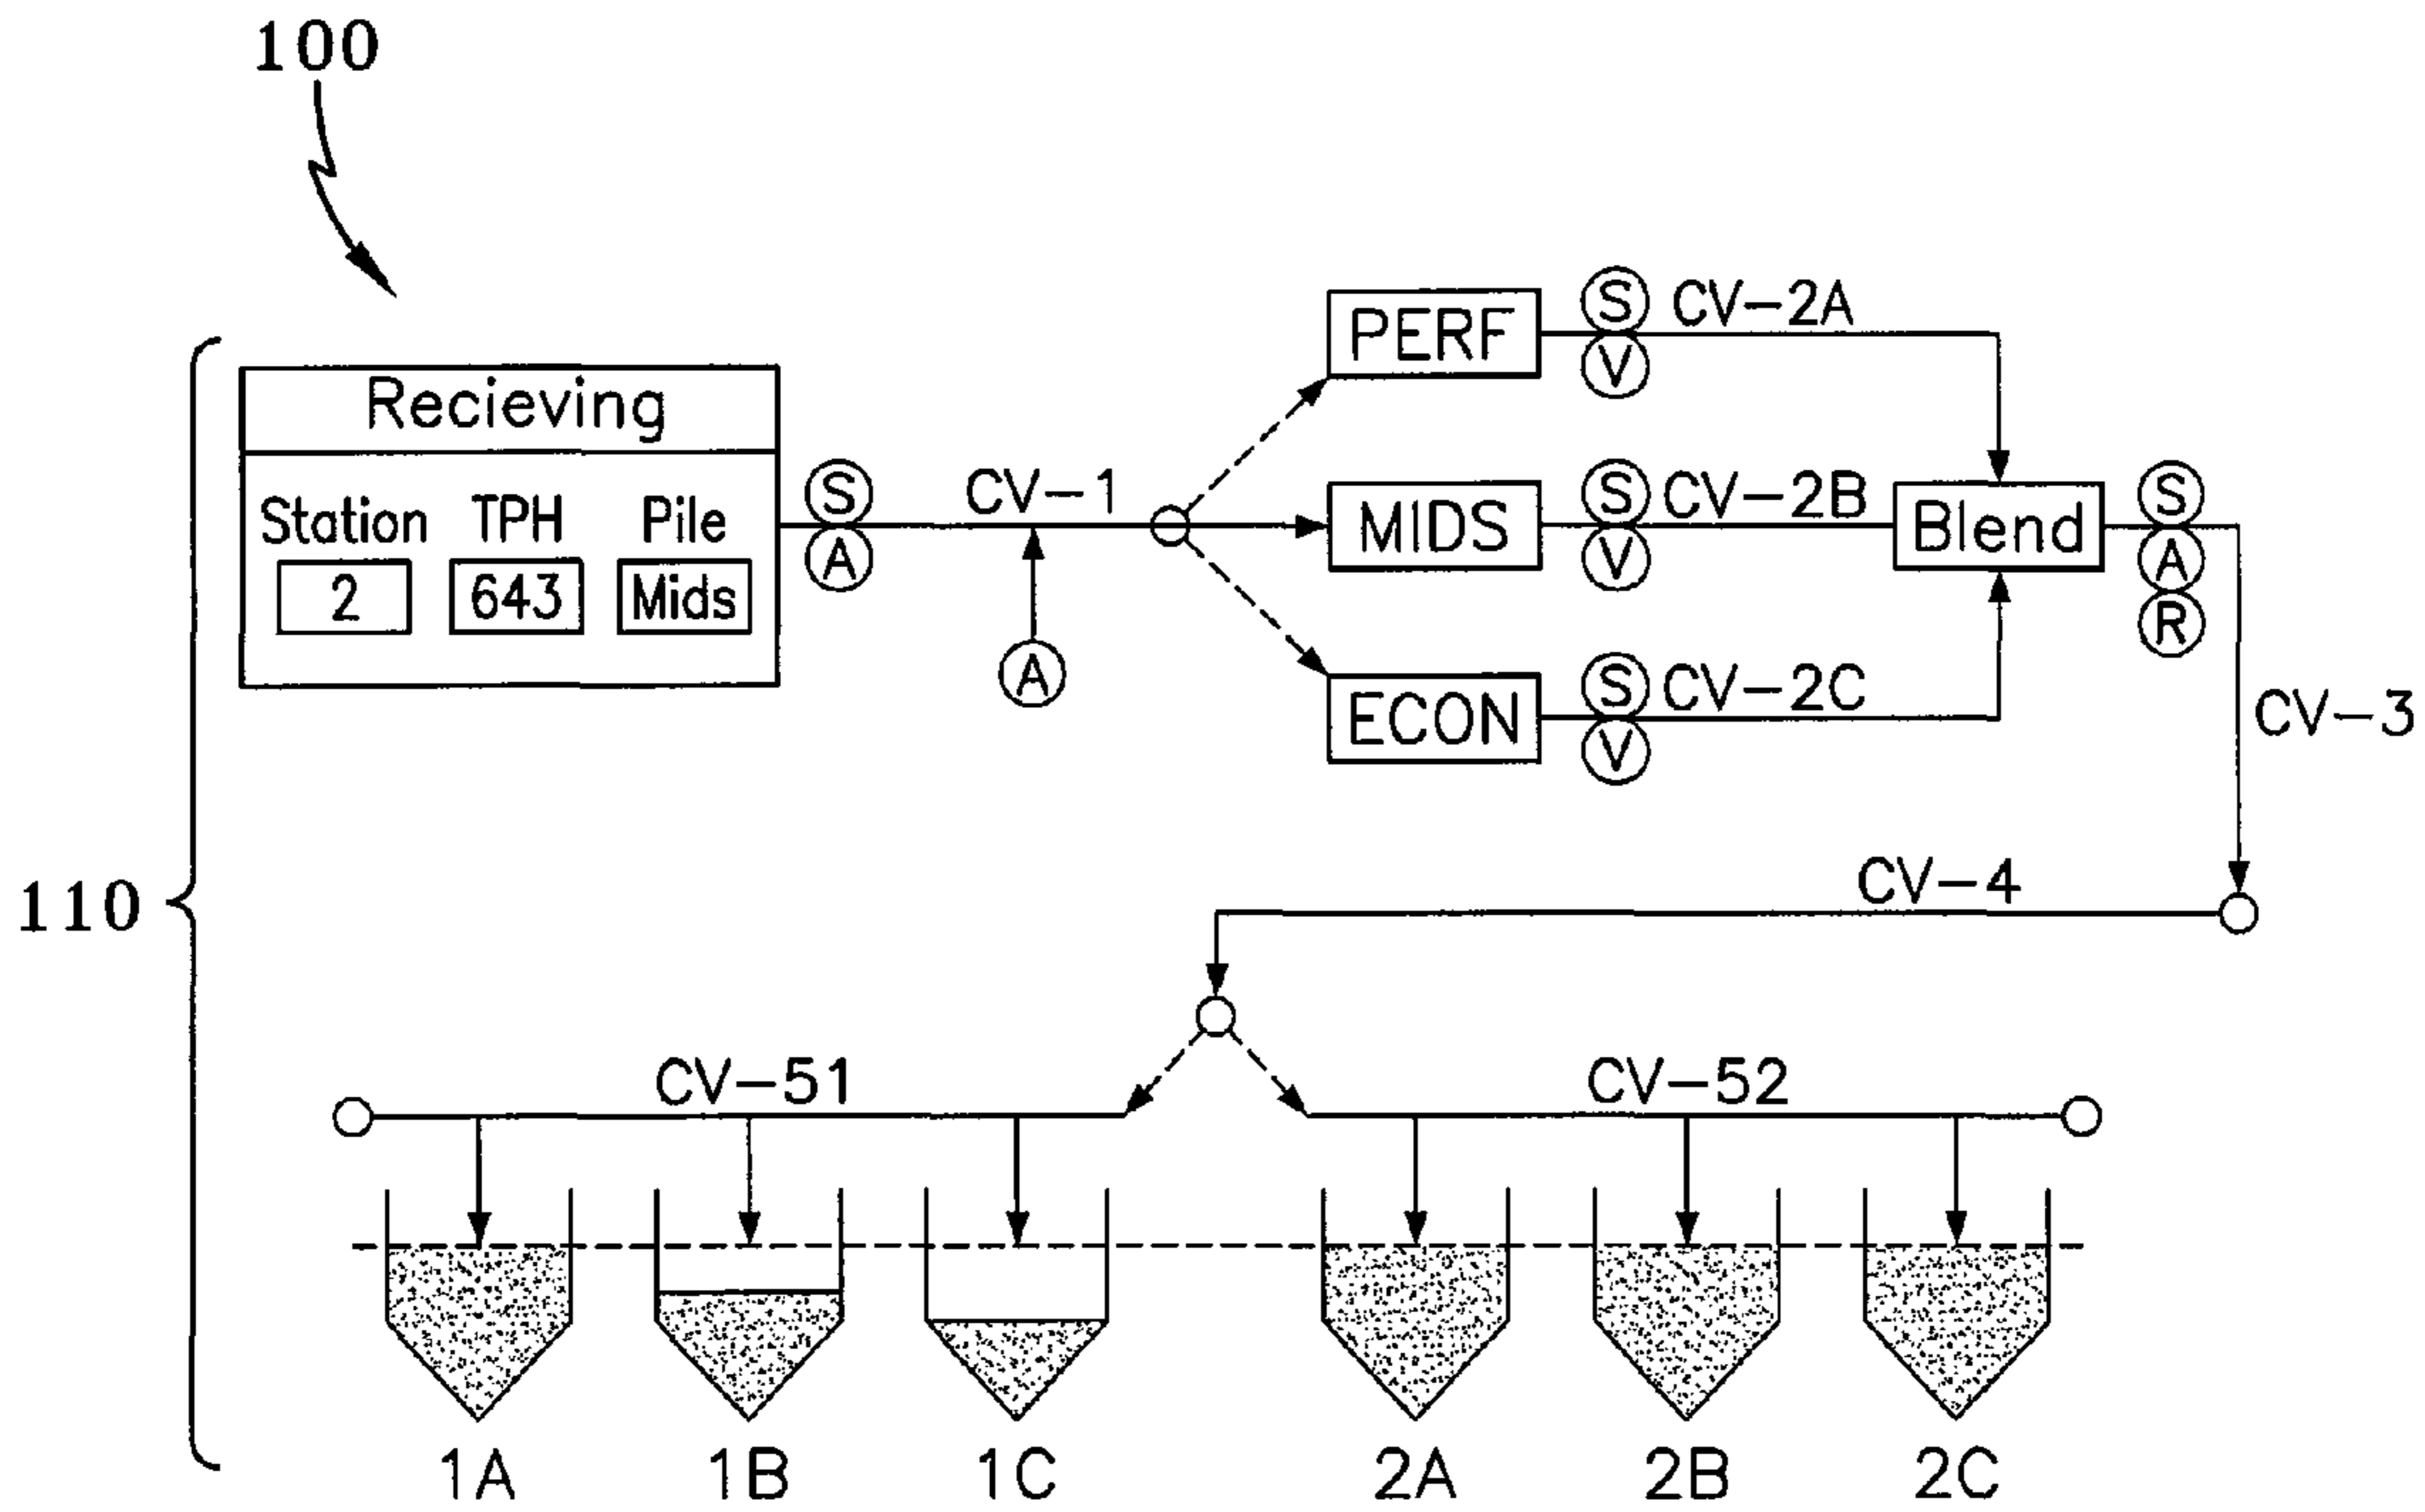 100
110
Recieving
Station TPH Pile
2 643 Mids
S
A
CV-1
A
PERF
S
V
CV-2A
MIDS
S
V
CV-2B
ECON
S
V
CV-2C
Blend
S
A
R
CV-3
CV-4
CV-51
CV-52
1A 1B 1C 2A 2B 2C